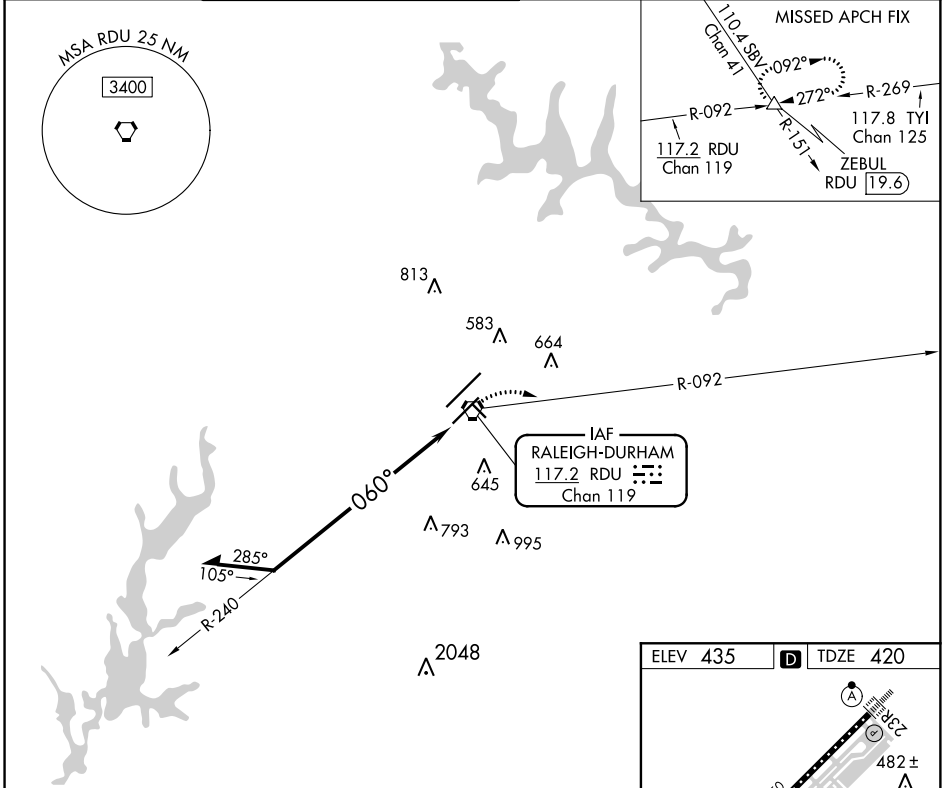 MSA RDU 25 NM
3400
MISSED APCH FIX
110.4 SBV
Chan 41
092°
272°
R-269
R-092
117.8 TYI
Chan 125
117.2 RDU
Chan 119
R-151
ZEBUL
RDU 19.6
813
583
664
R-092
IAF
RALEIGH-DURHAM
117.2 RDU
Chan 119
645
060°
793
995
285°
105°
R-240
2048
ELEV 435 D TDZE 420
A
23R
P
482±